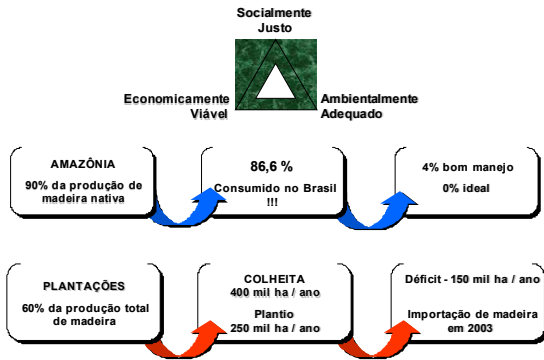 Socialmente
Justo
Economicamente
Viável
Ambientalmente
Adequado
AMAZÔNIA
90% da produção de
madeira nativa
86,6 %
Consumido no Brasil
!!!
4% bom manejo
0% ideal
PLANTAÇÕES
60% da produção total
de madeira
COLHEITA
400 mil ha / ano
Plantio
250 mil ha / ano
Déficit - 150 mil ha / ano
Importação de madeira
em 2003